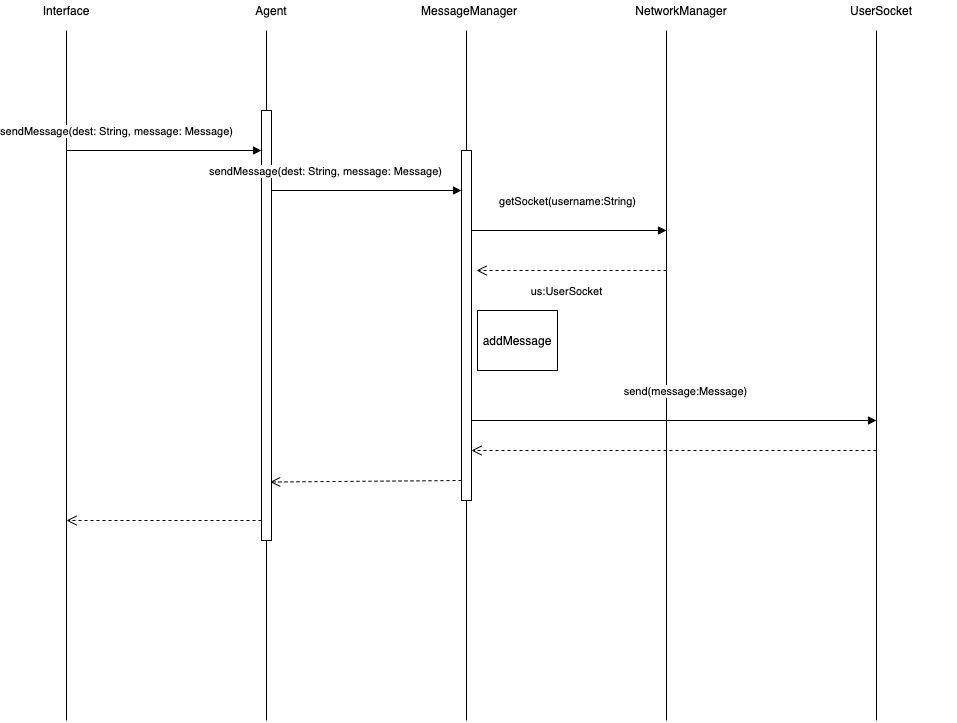 Interface
Agent
MessageManager
NetworkManager
UserSocket
sendMessage(dest: String, message: Message)
sendMessage(dest: String, message: Message)
getSocket(username:String)
us:UserSocket
addMessage
send(message:Message)